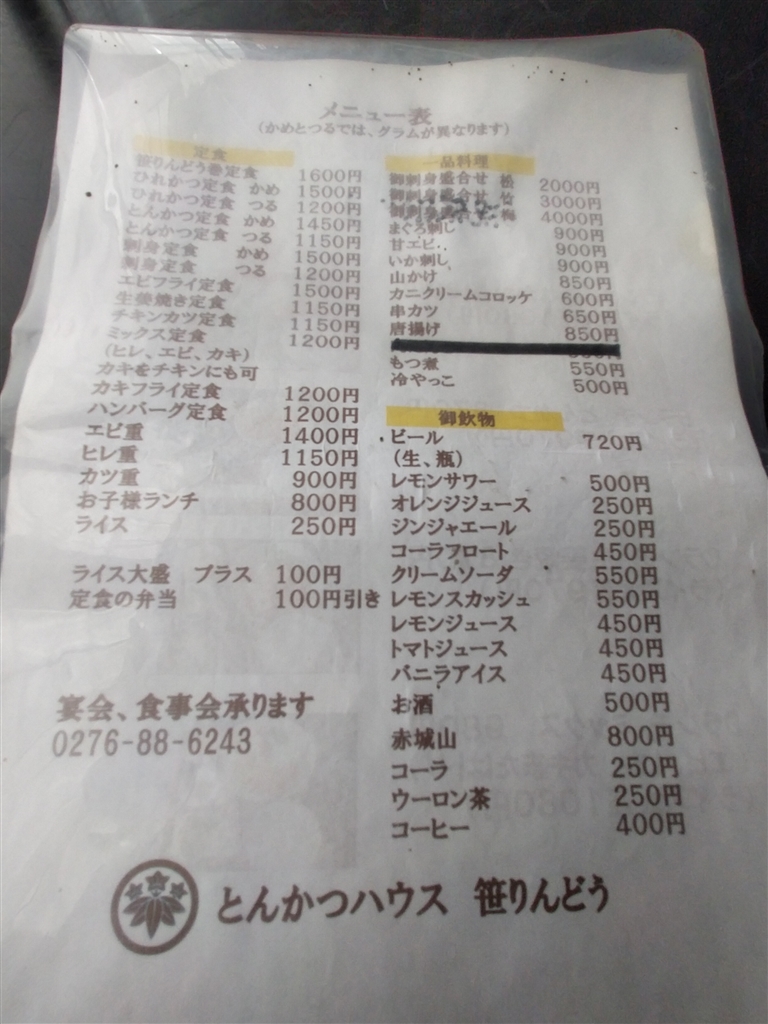 メニュー表
(かめとつるでは、グラムが異なります)
定食
笹りんどう巻定食 1600円
ひれかつ定食 かめ 1500円
ひれかつ定食 つる 1200円
とんかつ定食 かめ 1450円
とんかつ定食 つる 1150円
刺身定食 かめ 1500円
刺身定食 つる 1200円
エビフライ定食 1500円
生姜焼き定食 1150円
チキンカツ定食 1150円
ミックス定食 1200円
(ヒレ、エビ、カキ)
カキをチキンにも可
カキフライ定食 1200円
ハンバーグ定食 1200円
エビ重 1400円
ヒレ重 1150円
カツ重 900円
お子様ランチ 800円
ライス 250円
ライス大盛 プラス 100円
定食の弁当 100円引き
宴会、食事会承ります
0276-88-6243
一品料理
御刺身盛合せ 松 2000円
御刺身盛合せ 竹 3000円
御刺身盛合せ 梅 4000円
まぐろ刺し 900円
甘エビ 900円
いか刺し 900円
山かけ 850円
カニクリームコロッケ 600円
串カツ 650円
唐揚げ 850円
もつ煮 550円
冷やっこ 500円
御飲物
ビール 720円
(生、瓶)
レモンサワー 500円
オレンジジュース 250円
ジンジャエール 250円
コーラフロート 450円
クリームソーダ 550円
レモンスカッシュ 550円
レモンジュース 450円
トマトジュース 450円
バニラアイス 450円
お酒 500円
赤城山 800円
コーラ 250円
ウーロン茶 250円
コーヒー 400円
とんかつハウス 笹りんどう